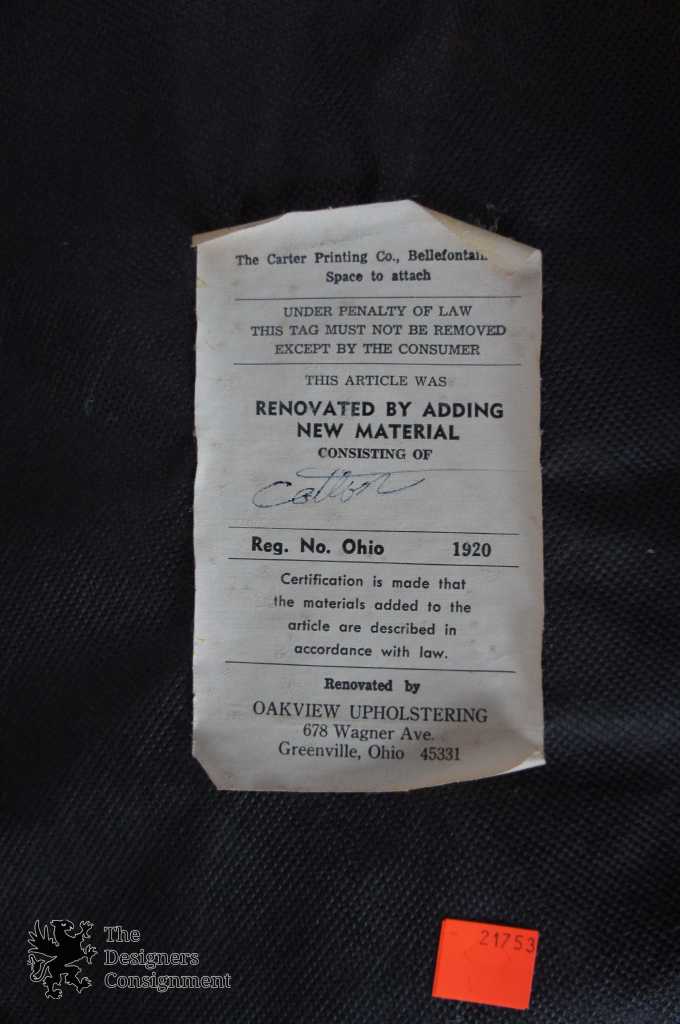 The Carter Printing Co.,
Space to attach
UNDER PENALTY OF LAW
THIS TAG MUST NOT BE REMOVED
EXCEPT BY THE CONSUMER
THIS ARTICLE WAS
RENOVATED BY ADDING
NEW MATERIAL
CONSISTING OF
Cotton
Reg. No. Ohio 1920
Certification is made that
the materials added to the
article are described in
accordance with law.
Renovated by
OAKVIEW UPHOLSTERING
678 Wagner Ave.
Greenville, Ohio 45331
21753
The
Designers
Consignment